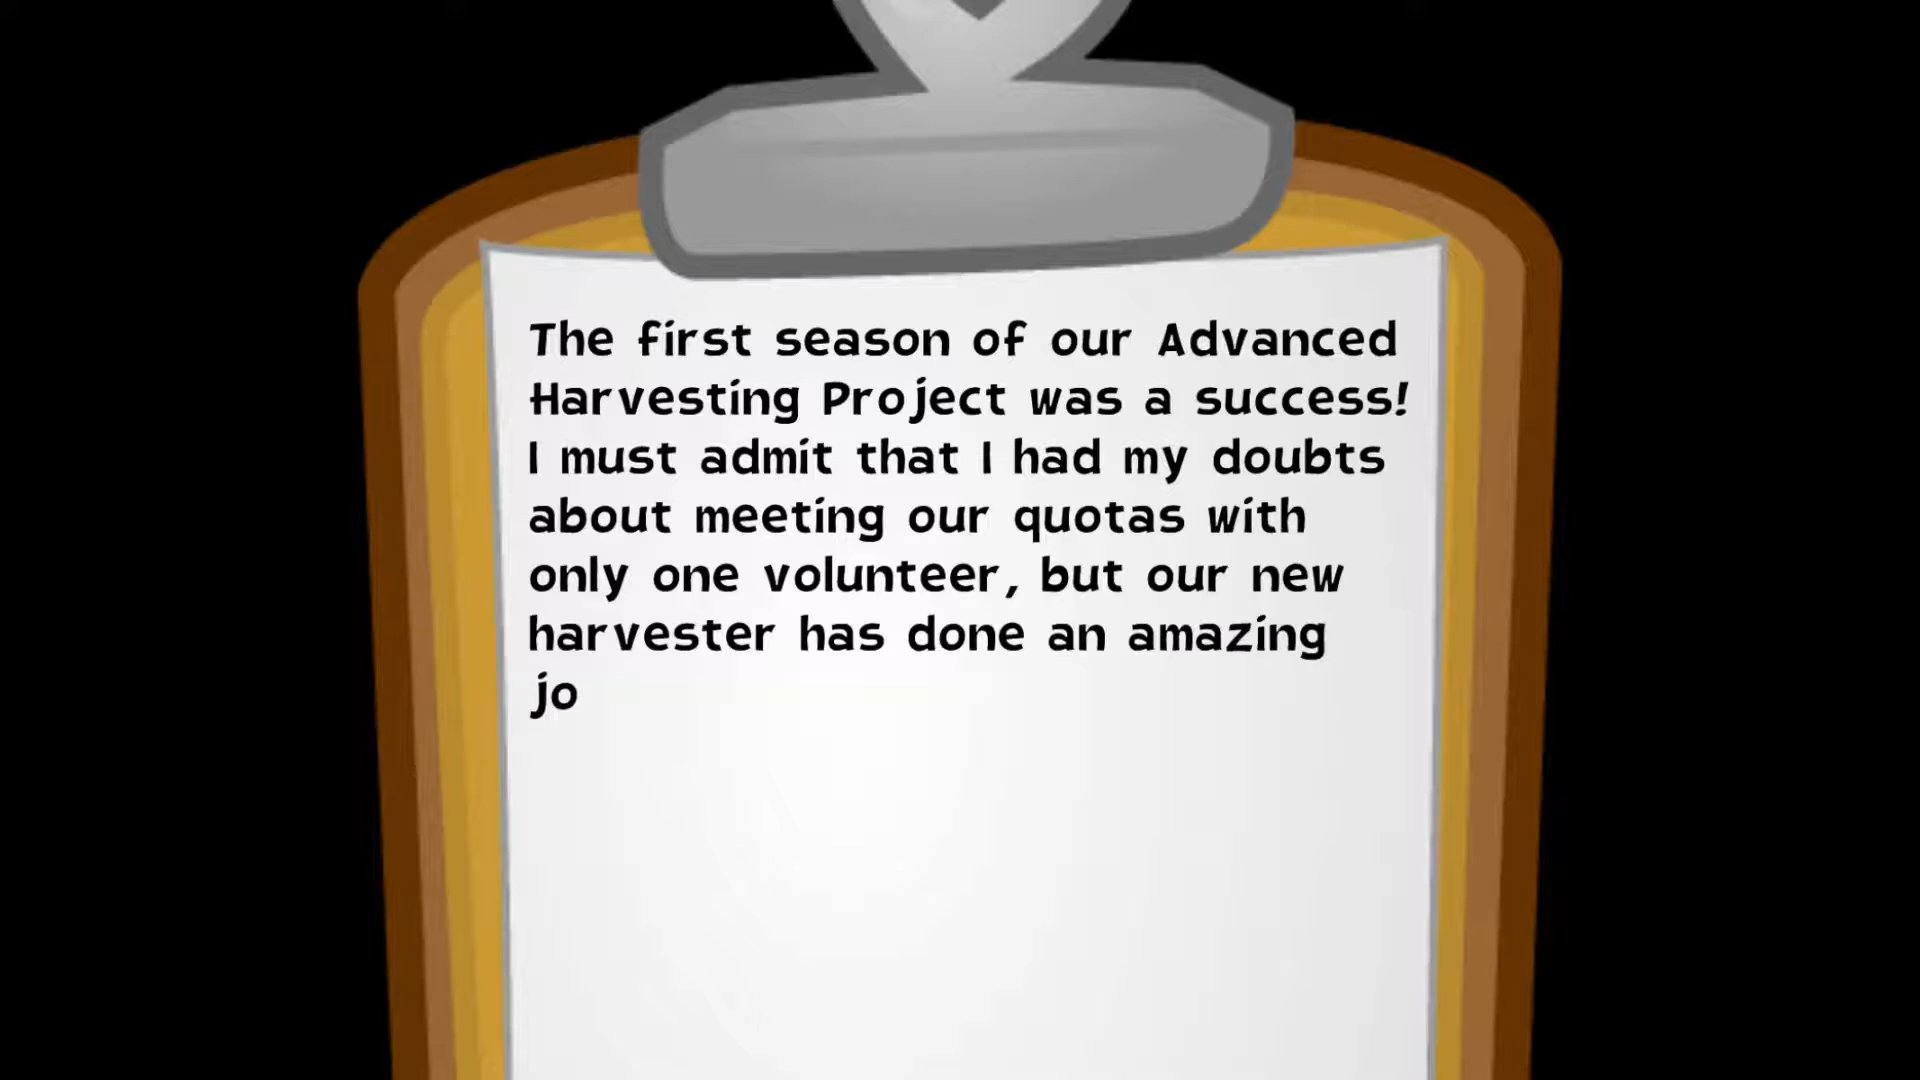 The first season of our Advanced
Harvesting Project was a success!
I must admit that I had my doubts
about meeting our quotas with
only one volunteer, but our new
harvester has done an amazing
jo